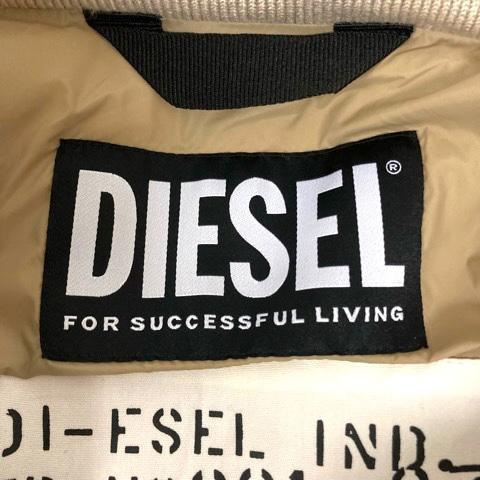 DIESEL®
FOR SUCCESSFUL LIVING
DI-ESEL IND-